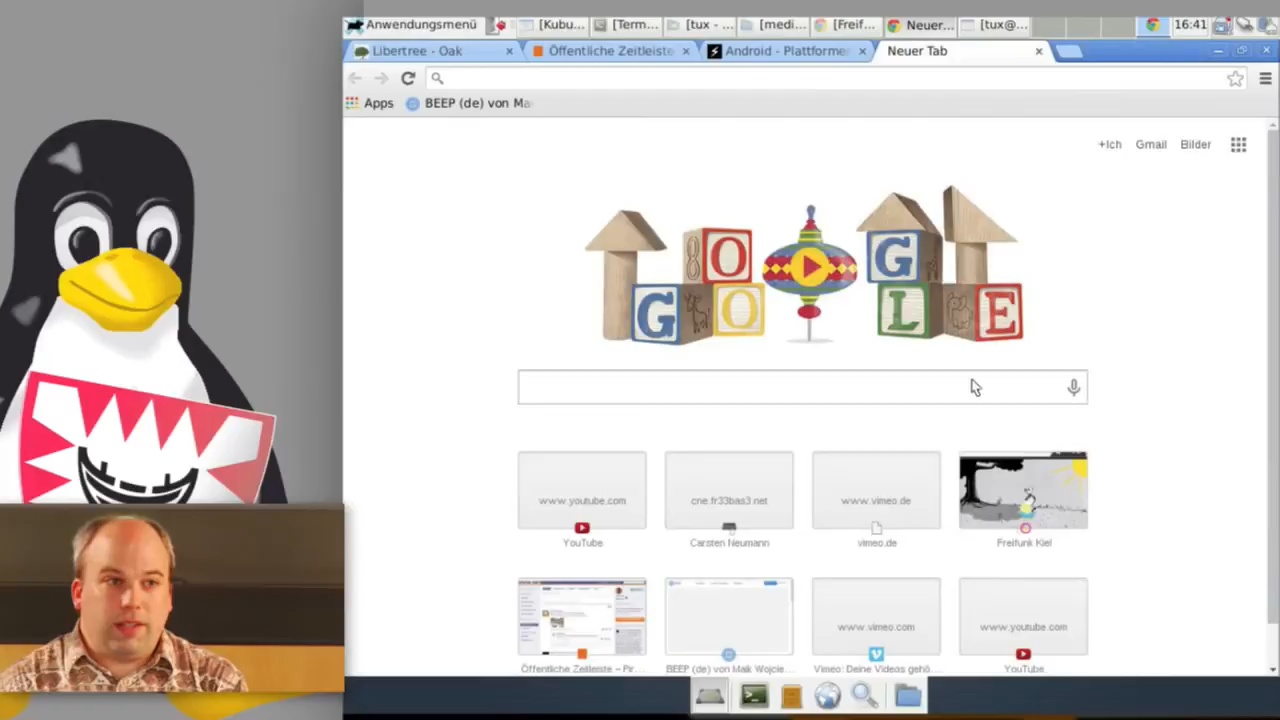 Anwendungsmenü [Kubu... [Term... [tux - ... [medi... [Freif... Neuer... [tux@... 16:41
Libertree - Oak Öffentliche Zeitleiste Android - Plattformen Neuer Tab
Apps BEEP (de) von Ma
+Ich Gmail Bilder
G O O G L E
www.youtube.com cne.fr33bas3.net www.vimeo.de
YouTube Carsten Neumann vimeo.de Freifunk Kiel
www.vimeo.com www.youtube.com
Öffentliche Zeitleiste – Pir... BEEP (de) von Maik Wojcie... Vimeo: Deine Videos gehö... YouTube